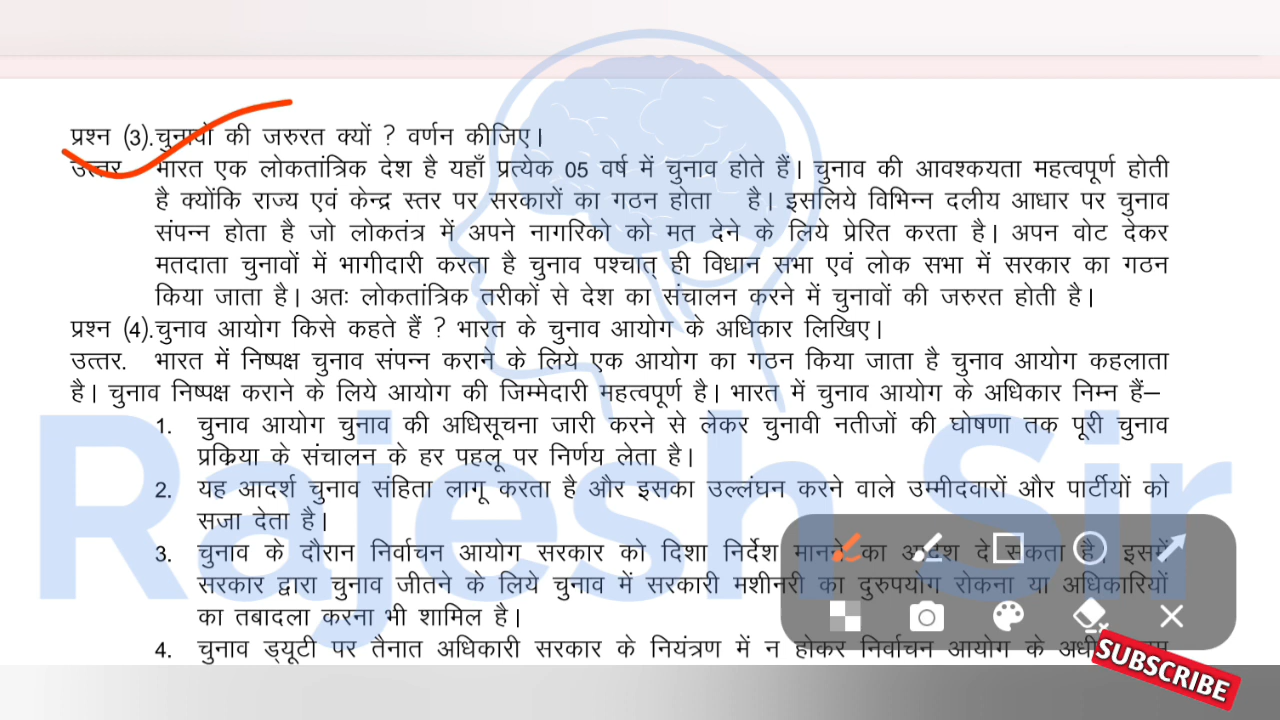 प्रश्न (3). चुनावों की जरुरत क्यों ? वर्णन कीजिए।
उत्तर भारत एक लोकतांत्रिक देश है यहाँ प्रत्येक 05 वर्ष में चुनाव होते हैं। चुनाव की आवश्कयता महत्वपूर्ण होती
है क्योंकि राज्य एवं केन्द्र स्तर पर सरकारों का गठन होता है। इसलिये विभिन्न दलीय आधार पर चुनाव
संपन्न होता है जो लोकतंत्र में अपने नागरिको को मत देने के लिये प्रेरित करता है। अपन वोट देकर
मतदाता चुनावों में भागीदारी करता है चुनाव पश्चात् ही विधान सभा एवं लोक सभा में सरकार का गठन
किया जाता है। अतः लोकतांत्रिक तरीकों से देश का संचालन करने में चुनावों की जरुरत होती है।
प्रश्न (4). चुनाव आयोग किसे कहते हैं ? भारत के चुनाव आयोग के अधिकार लिखिए।
उत्तर. भारत में निष्पक्ष चुनाव संपन्न कराने के लिये एक आयोग का गठन किया जाता है चुनाव आयोग कहलाता
है। चुनाव निष्पक्ष कराने के लिये आयोग की जिम्मेदारी महत्वपूर्ण है। भारत में चुनाव आयोग के अधिकार निम्न हैं–
1. चुनाव आयोग चुनाव की अधिसूचना जारी करने से लेकर चुनावी नतीजों की घोषणा तक पूरी चुनाव
प्रक्रिया के संचालन के हर पहलू पर निर्णय लेता है।
2. यह आदर्श चुनाव संहिता लागू करता है और इसका उल्लंघन करने वाले उम्मीदवारों और पार्टीयों को
सजा देता है।
3. चुनाव के दौरान निर्वाचन आयोग सरकार को दिशा निर्देश मानने का आदेश दे सकता है, इसमें
सरकार द्वारा चुनाव जीतने के लिये चुनाव में सरकारी मशीनरी का दुरुपयोग रोकना या अधिकारियों
का तबादला करना भी शामिल है।
4. चुनाव ड्यूटी पर तैनात अधिकारी सरकार के नियंत्रण में न होकर निर्वाचन आयोग के
Rajesh Sir
SUBSCRIBE